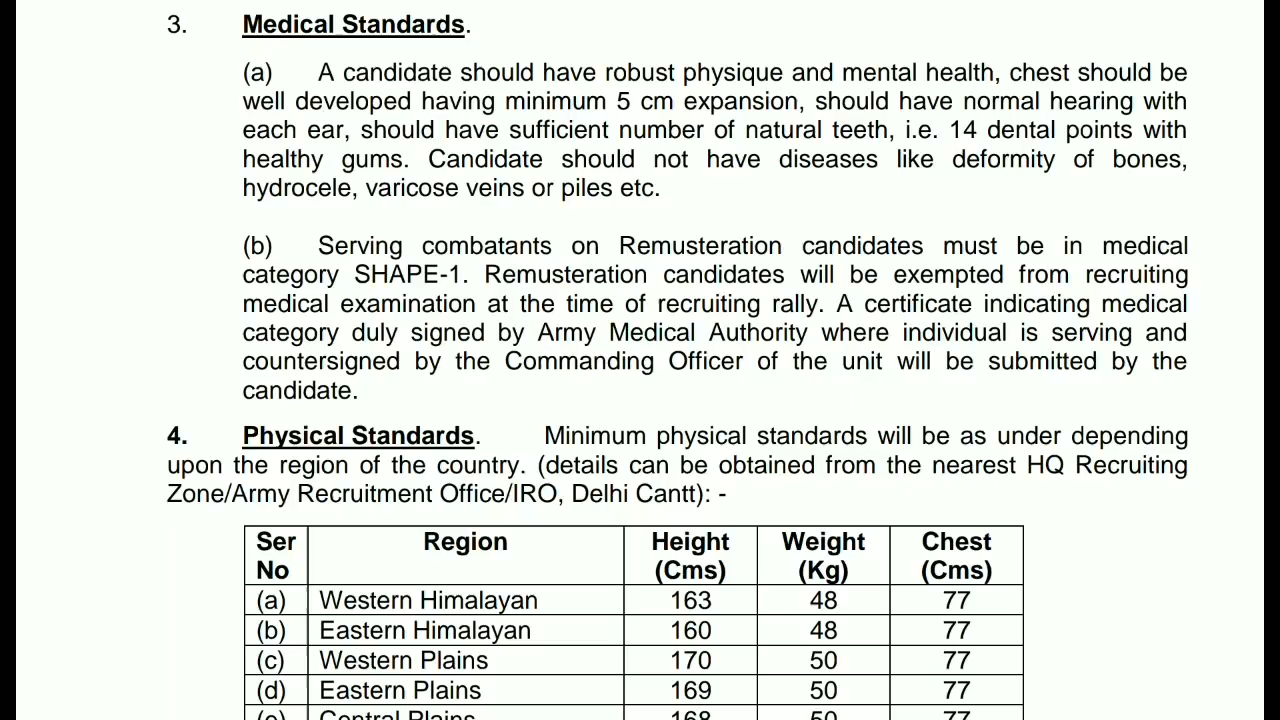 3. Medical Standards.
(a) A candidate should have robust physique and mental health, chest should be
well developed having minimum 5 cm expansion, should have normal hearing with
each ear, should have sufficient number of natural teeth, i.e. 14 dental points with
healthy gums. Candidate should not have diseases like deformity of bones,
hydrocele, varicose veins or piles etc.
(b) Serving combatants on Remusteration candidates must be in medical
category SHAPE-1. Remusteration candidates will be exempted from recruiting
medical examination at the time of recruiting rally. A certificate indicating medical
category duly signed by Army Medical Authority where individual is serving and
countersigned by the Commanding Officer of the unit will be submitted by the
candidate.
4. Physical Standards. Minimum physical standards will be as under depending
upon the region of the country. (details can be obtained from the nearest HQ Recruiting
Zone/Army Recruitment Office/IRO, Delhi Cantt): -
Ser No Region Height (Cms) Weight (Kg) Chest (Cms)
(a) Western Himalayan 163 48 77
(b) Eastern Himalayan 160 48 77
(c) Western Plains 170 50 77
(d) Eastern Plains 169 50 77
(e) Central Plains 168 50 77